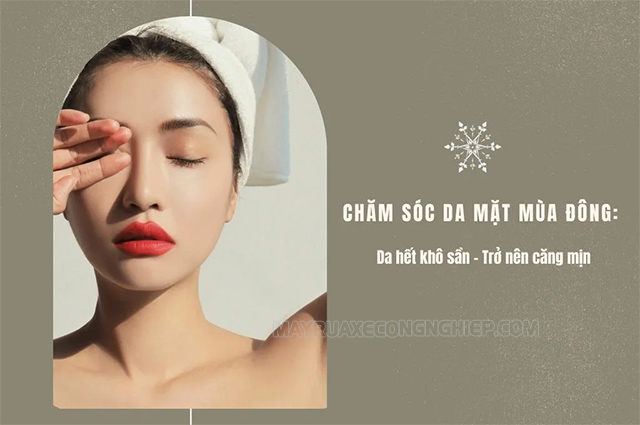 CHĂM SÓC DA MẶT MÙA ĐÔNG:
Da hết khô sần - Trở nên căng mịn
MAYRUAXECONGNGHIEP.COM